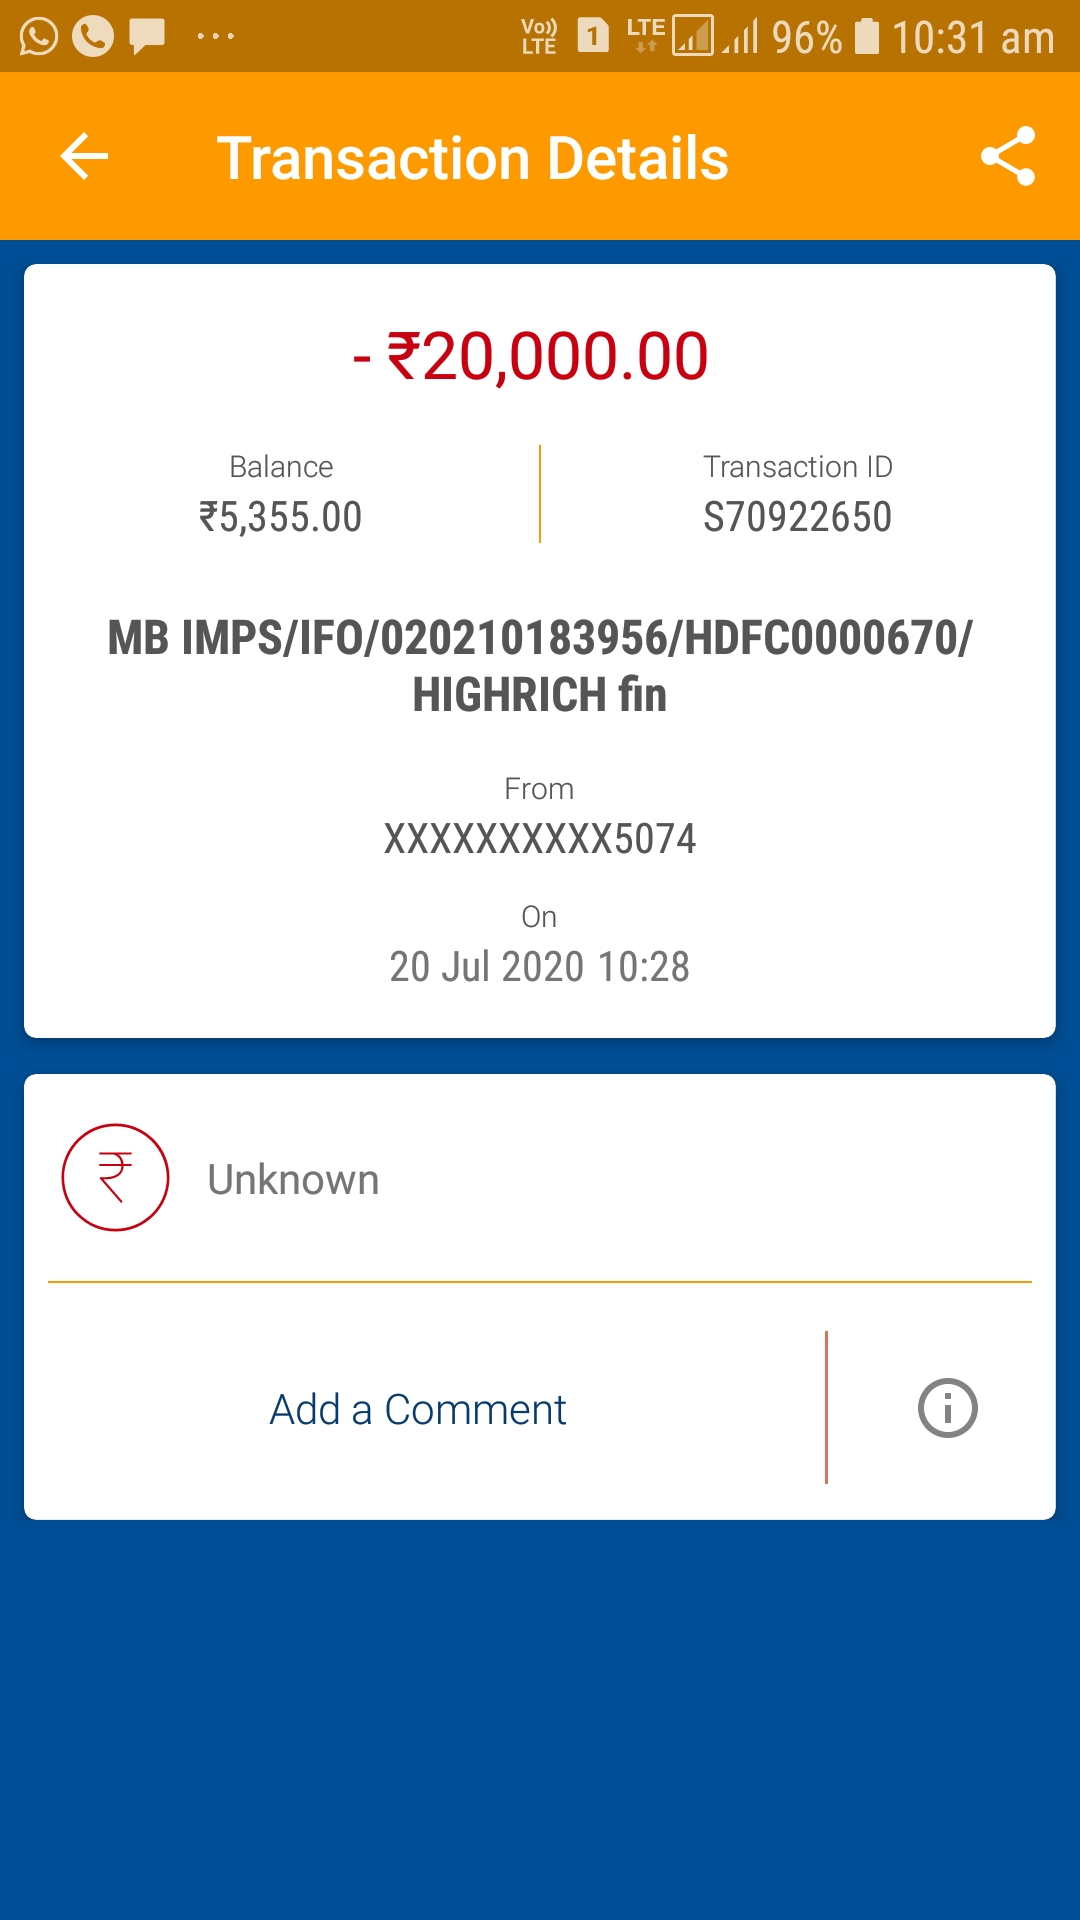 Vo)) LTE 1 LTE 96% 10:31 am
Transaction Details
- ₹20,000.00
Balance
₹5,355.00
Transaction ID
S70922650
MB IMPS/IFO/020210183956/HDFC0000670/
HIGHRICH fin
From
XXXXXXXXXX5074
On
20 Jul 2020 10:28
₹ Unknown
Add a Comment